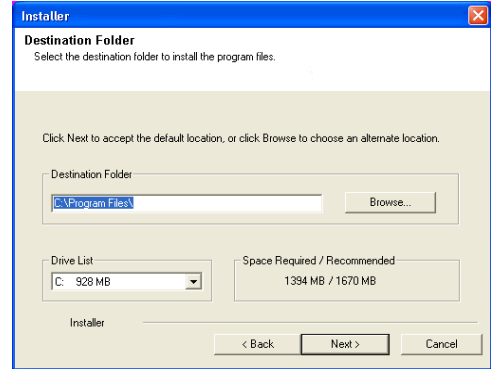 Installer
Destination Folder
Select the destination folder to install the program files.
Click Next to accept the default location, or click Browse to choose an alternate location.
Destination Folder
C:\Program Files\
Browse...
Drive List
C: 928 MB
Space Required / Recommended
1394 MB / 1670 MB
Installer
< Back
Next >
Cancel